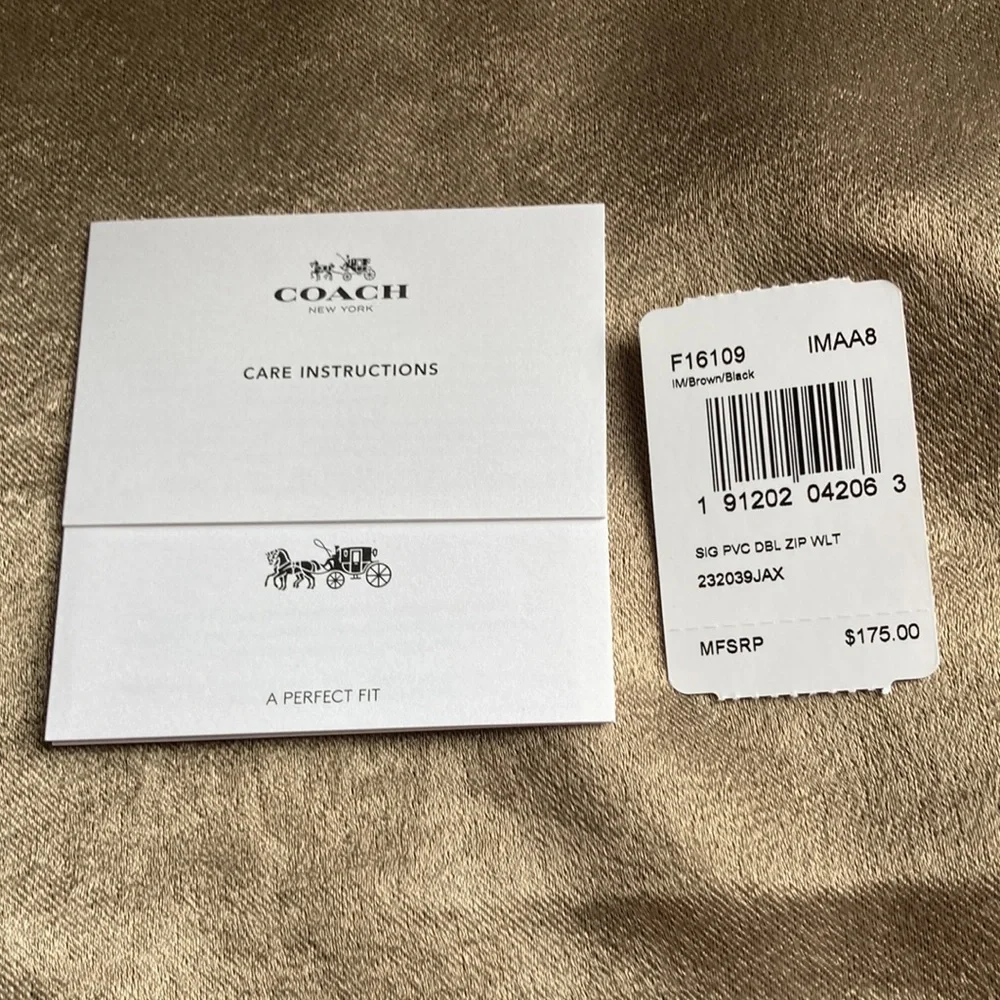 COACH
NEW YORK
CARE INSTRUCTIONS
A PERFECT FIT
F16109 IMAA8
IM/Brown/Black
1 91202 04206 3
SIG PVC DBL ZIP WLT
232039JAX
MFSRP $175.00